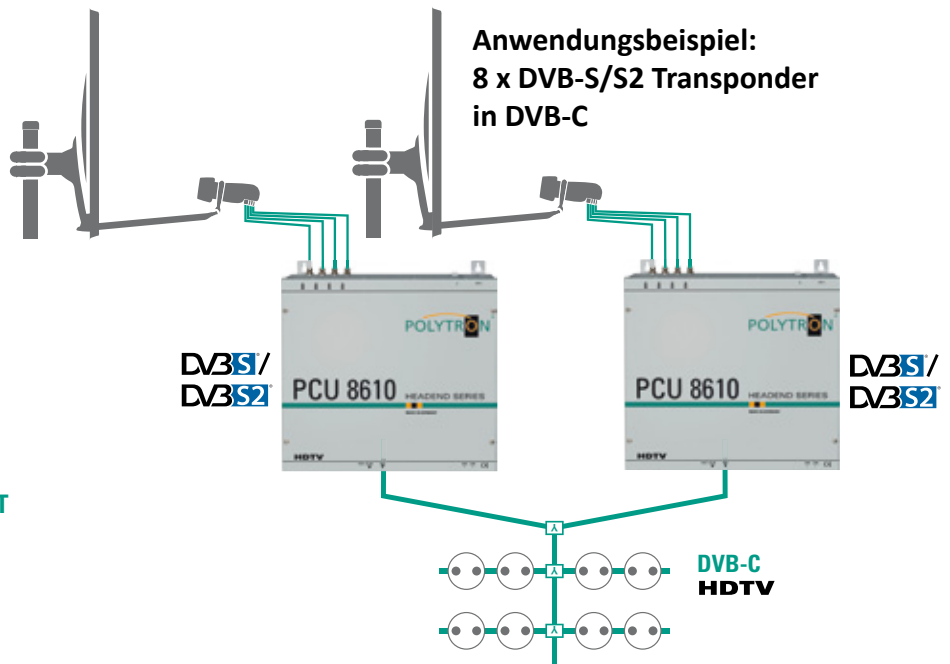 Anwendungsbeispiel:
8 x DVB-S/S2 Transponder
in DVB-C
POLYTRON
PCU 8610 HEADEND SERIES
HDTV
POLYTRON
PCU 8610 HEADEND SERIES
HDTV
DVB S /
DVB S2
DVB S /
DVB S2
T
DVB-C
HDTV